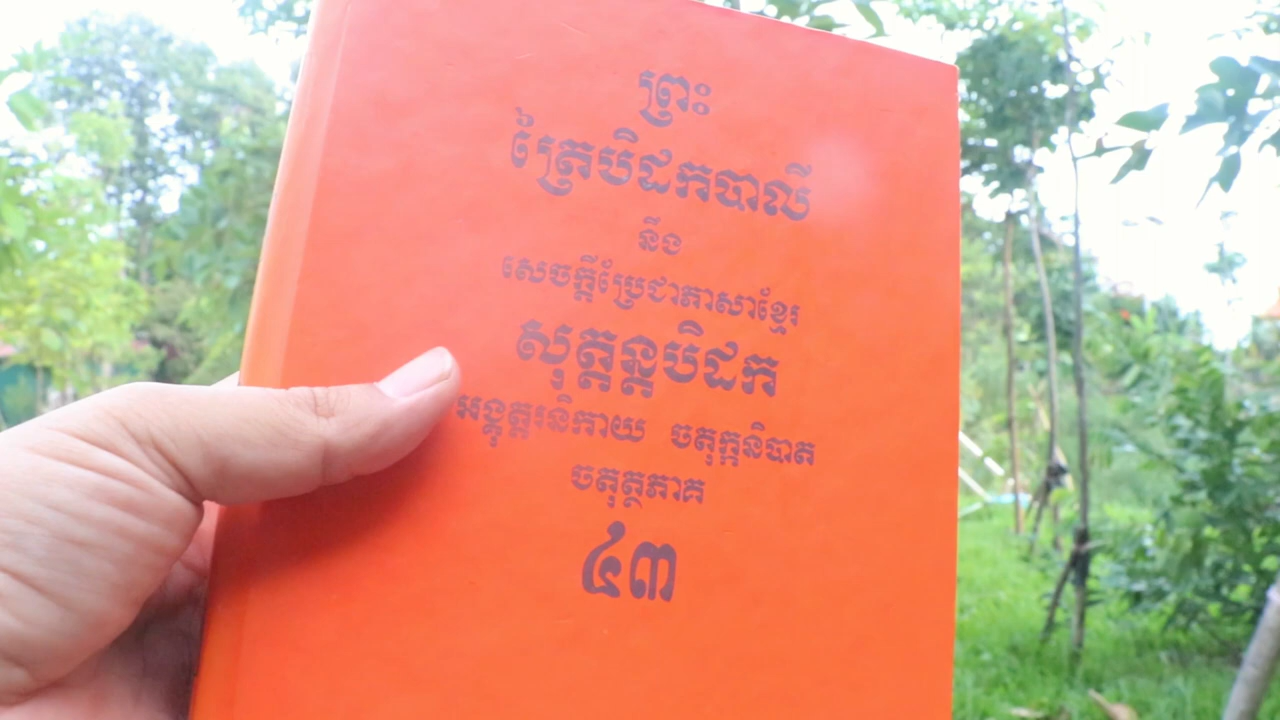 ព្រះ
ត្រៃបិដកបាលី
និង
សេចក្ដីប្រែជាភាសាខ្មែរ
សុត្តន្តបិដក
អង្គុត្តរនិកាយ ចតុក្កនិបាត
ចតុត្ថភាគ
៤៣